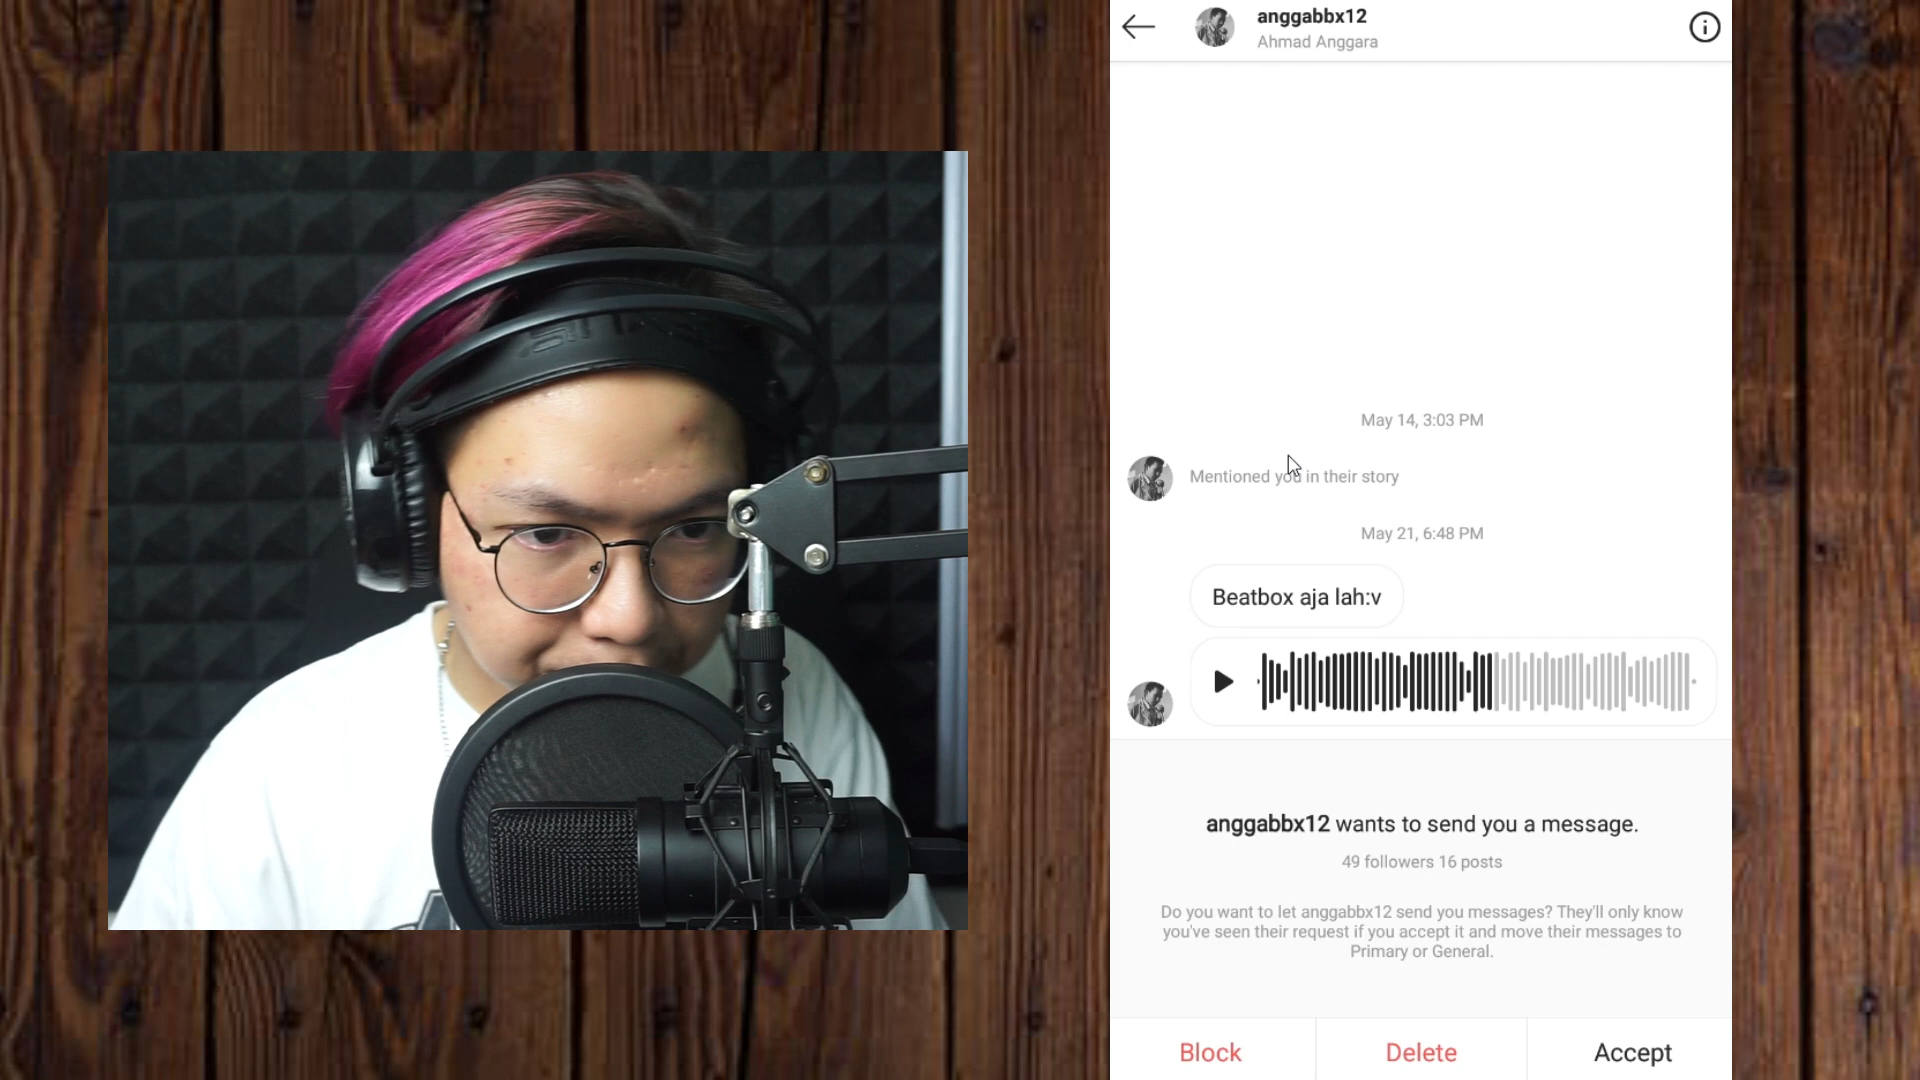 anggabbx12
Ahmad Anggara
May 14, 3:03 PM
Mentioned you in their story
May 21, 6:48 PM
Beatbox aja lah:v
anggabbx12 wants to send you a message.
49 followers 16 posts
Do you want to let anggabbx12 send you messages? They'll only know
you've seen their request if you accept it and move their messages to
Primary or General.
Block
Delete
Accept